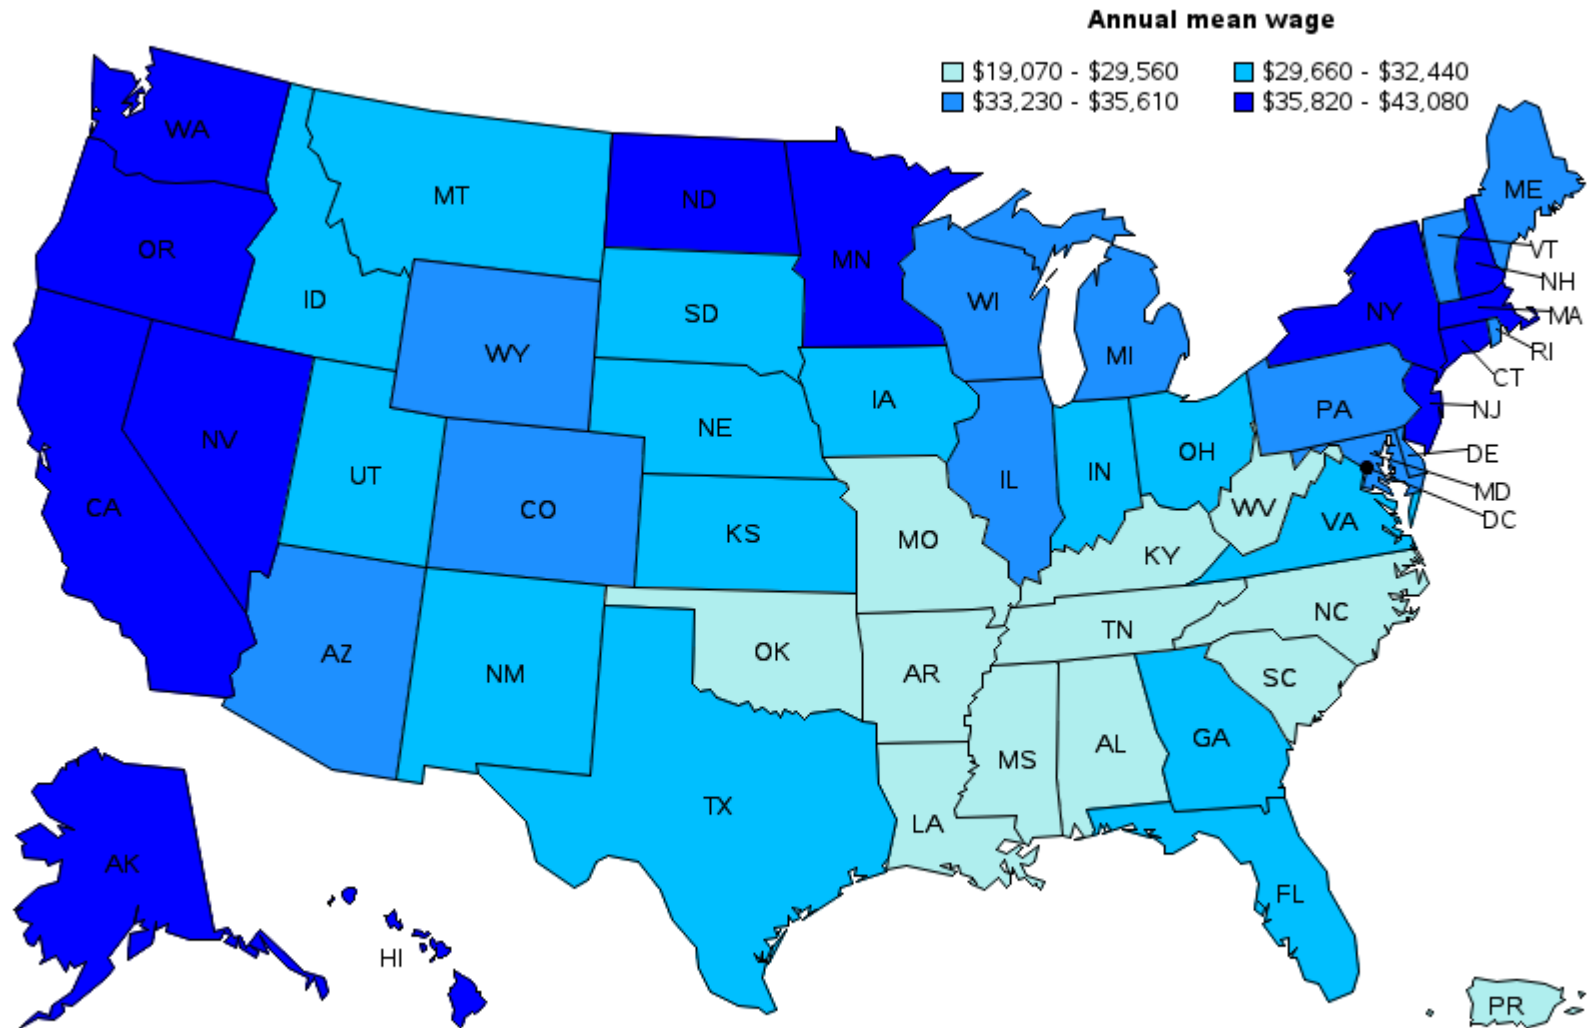 Annual mean wage
$19,070 - $29,560
$29,660 - $32,440
$33,230 - $35,610
$35,820 - $43,080
WA
MT
ND
MN
OR
ID
SD
WI
MI
NY
ME
VT
NH
MA
RI
CT
NJ
DE
MD
DC
WY
IA
NE
PA
NV
UT
CO
CA
KS
MO
IL
IN
OH
WV
VA
KY
AZ
NM
OK
AR
TN
NC
SC
MS
AL
GA
TX
LA
FL
AK
HI
PR